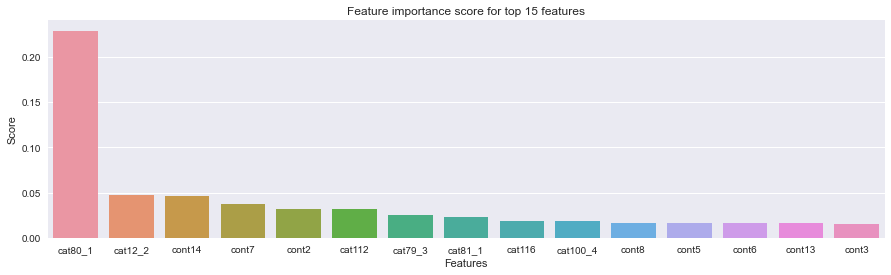 Feature importance score for top 15 features
0.20
0.15
0.10
0.05
0.00
Score
cat80_1 cat12_2 cont14 cont7 cont2 cat112 cat79_3 cat81_1 cat116 cat100_4 cont8 cont5 cont6 cont13 cont3
Features